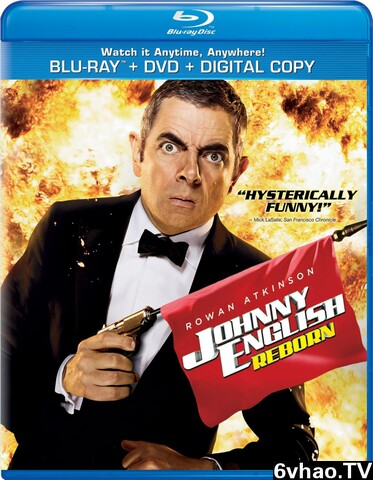 Blu-ray Disc
Watch it Anytime, Anywhere!
BLU-RAY™ + DVD + DIGITAL COPY
“HYSTERICALLY
FUNNY!”
– Mick LaSalle, San Francisco Chronicle
ROWAN ATKINSON
JOHNNY
ENGLISH
REBORN
6vhao.TV